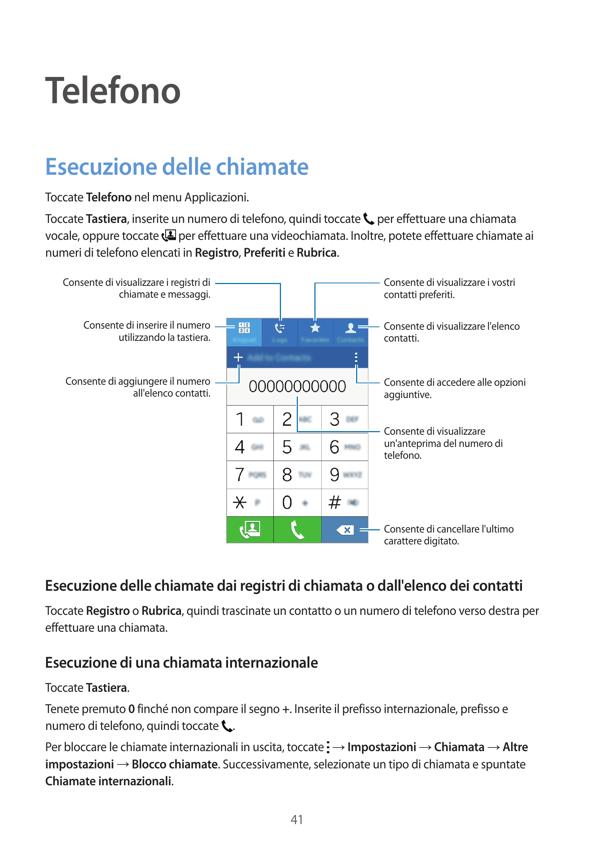 Telefono
Esecuzione delle chiamate
Toccate Telefono nel menu Applicazioni.
Toccate Tastiera, inserite un numero di telefono, quindi toccate per effettuare una chiamata
vocale, oppure toccate per effettuare una videochiamata. Inoltre, potete effettuare chiamate ai
numeri di telefono elencati in Registro, Preferiti e Rubrica.
Consente di visualizzare i registri di
chiamate e messaggi.
Consente di visualizzare i vostri
contatti preferiti.
Consente di inserire il numero
utilizzando la tastiera.
Consente di visualizzare l'elenco
contatti.
Keypad Logs Favorites Contacts
+ Add to Contacts
Consente di aggiungere il numero
all'elenco contatti.
Consente di accedere alle opzioni
aggiuntive.
00000000000
Consente di visualizzare
un'anteprima del numero di
telefono.
1 2 ABC 3 DEF
4 GHI 5 JKL 6 MNO
7 PQRS 8 TUV 9 WXYZ
* P 0 + #
Consente di cancellare l'ultimo
carattere digitato.
Esecuzione delle chiamate dai registri di chiamata o dall'elenco dei contatti
Toccate Registro o Rubrica, quindi trascinate un contatto o un numero di telefono verso destra per
effettuare una chiamata.
Esecuzione di una chiamata internazionale
Toccate Tastiera.
Tenete premuto 0 finché non compare il segno +. Inserite il prefisso internazionale, prefisso e
numero di telefono, quindi toccate .
Per bloccare le chiamate internazionali in uscita, toccate → Impostazioni → Chiamata → Altre
impostazioni → Blocco chiamate. Successivamente, selezionate un tipo di chiamata e spuntate
Chiamate internazionali.
41